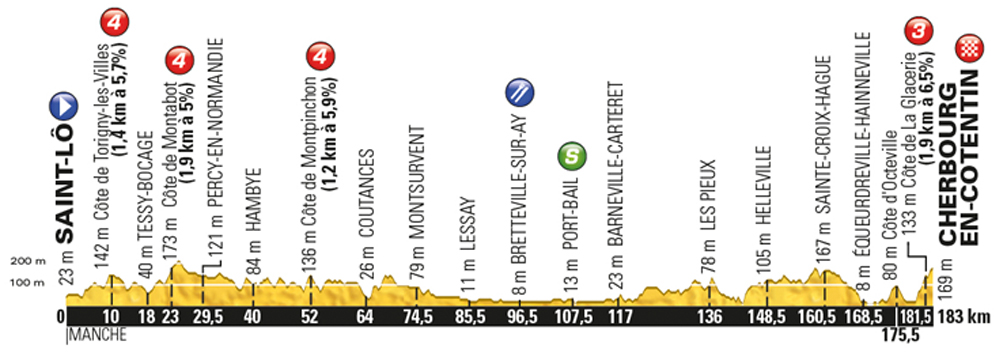 4
4
4
S
3
23 m SAINT-LÔ
142 m Côte de Torigny-les-Villes
(1,4 km à 5,7%)
40 m TESSY-BOCAGE
173 m Côte de Montabot
(1,9 km à 5%)
121 m PERCY-EN-NORMANDIE
84 m HAMBYE
136 m Côte de Montpinchon
(1,2 km à 5,9%)
26 m COUTANCES
79 m MONTSURVENT
11 m LESSAY
8 m BRETTEVILLE-SUR-AY
13 m PORT-BAIL
23 m BARNEVILLE-CARTERET
78 m LES PIEUX
105 m HELLEVILLE
167 m SAINTE-CROIX-HAGUE
8 m ÉQUEURDREVILLE-HAINNEVILLE
80 m Côte d'Octeville
133 m Côte de La Glacerie
(1,9 km à 6,5%)
169 m CHERBOURG
EN-COTENTIN
200 m
100 m
0 10 18 23 29,5 40 52 64 74,5 85,5 96,5 107,5 117 136 148,5 160,5 168,5 181,5 183 km
175,5
MANCHE